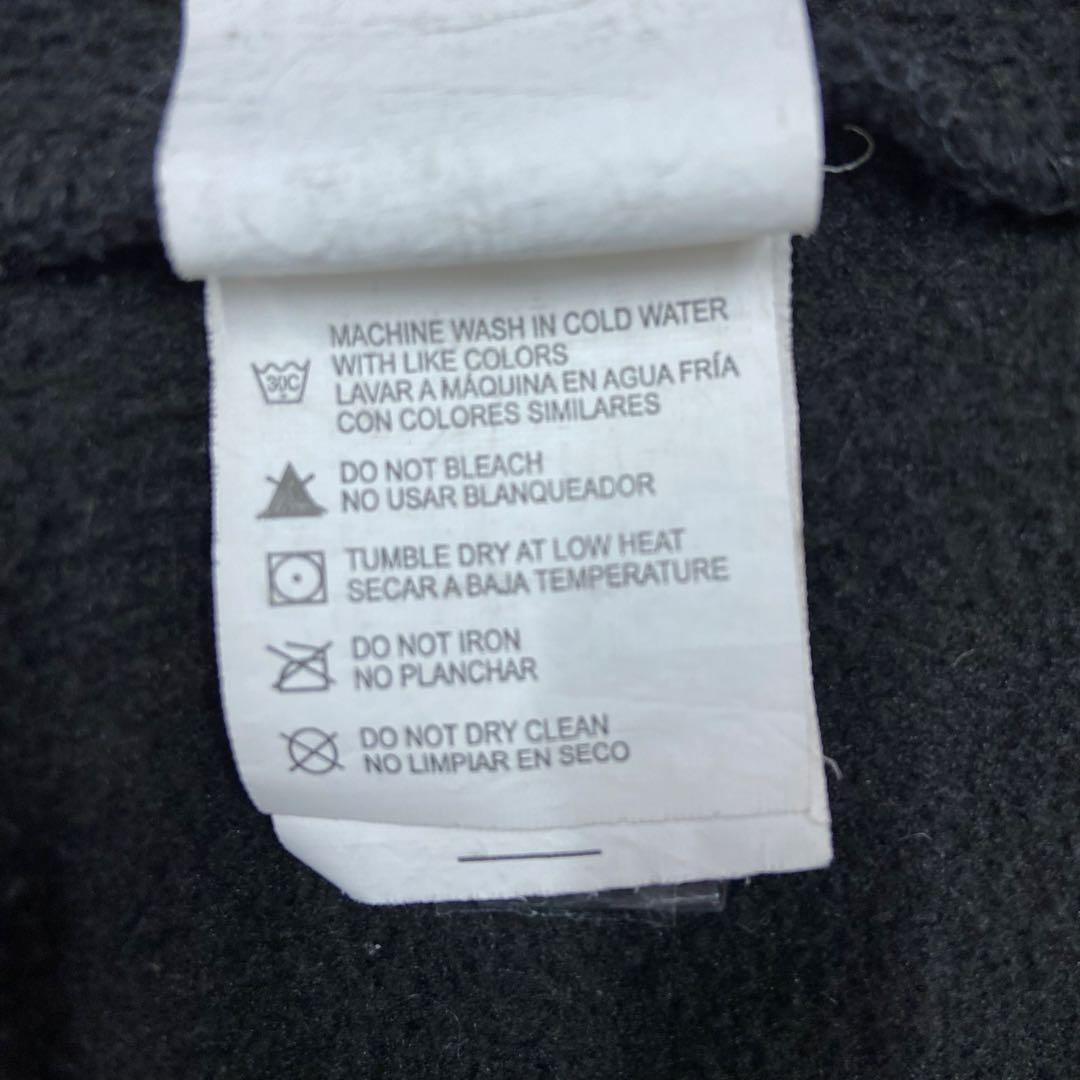 MACHINE WASH IN COLD WATER
WITH LIKE COLORS
30C
LAVAR A MÁQUINA EN AGUA FRÍA
CON COLORES SIMILARES
DO NOT BLEACH
NO USAR BLANQUEADOR
TUMBLE DRY AT LOW HEAT
SECAR A BAJA TEMPERATURE
DO NOT IRON
NO PLANCHAR
DO NOT DRY CLEAN
NO LIMPIAR EN SECO